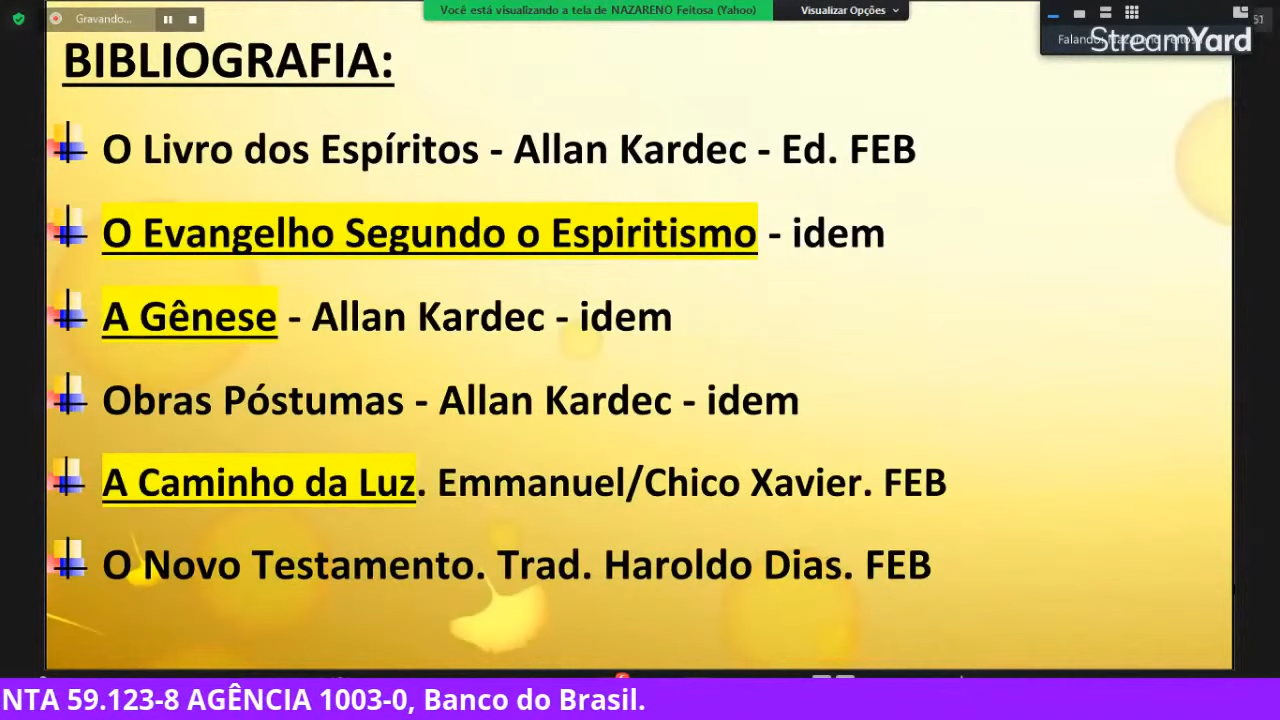 Gravando...
Você está visualizando a tela de NAZARENO Feitosa (Yahoo)
Visualizar Opções
51
StreamYard
BIBLIOGRAFIA:
O Livro dos Espíritos - Allan Kardec - Ed. FEB
O Evangelho Segundo o Espiritismo - idem
A Gênese - Allan Kardec - idem
Obras Póstumas - Allan Kardec - idem
A Caminho da Luz. Emmanuel/Chico Xavier. FEB
O Novo Testamento. Trad. Haroldo Dias. FEB
NTA 59.123-8 AGÊNCIA 1003-0, Banco do Brasil.